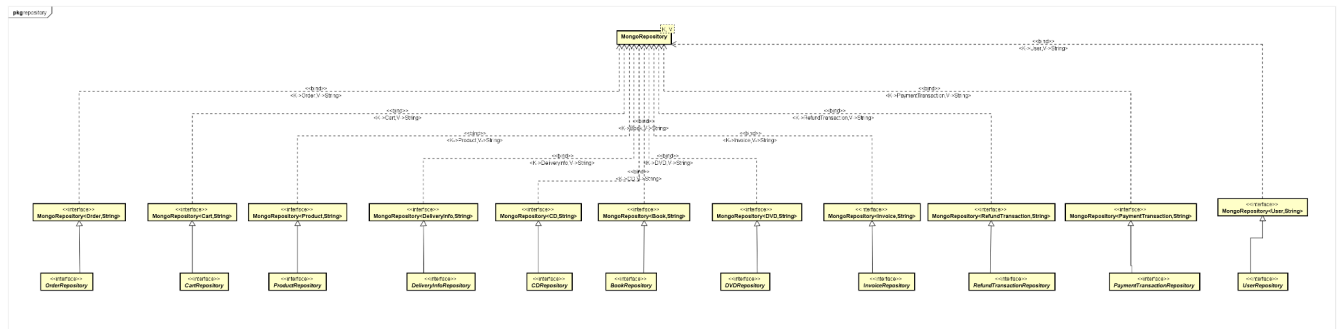 pkg repository
K, V
MongoRepository
<<bind>>
<K->User,V->String>
<<bind>>
<K->Order,V->String>
<<bind>>
<K->PaymentTransaction,V->String>
<<bind>>
<K->Cart,V->String>
<<bind>>
<K->RefundTransaction,V->String>
<<bind>>
<K->Book,V->String>
<<bind>>
<K->Product,V->String>
<<bind>>
<K->Invoice,V->String>
<<bind>>
<K->DeliveryInfo,V->String>
<<bind>>
<K->DVD,V->String>
<<bind>>
<K->CD,V->String>
<<interface>>
MongoRepository<Order,String>
<<interface>>
MongoRepository<Cart,String>
<<interface>>
MongoRepository<Product,String>
<<interface>>
MongoRepository<DeliveryInfo,String>
<<interface>>
MongoRepository<CD,String>
<<interface>>
MongoRepository<Book,String>
<<interface>>
MongoRepository<DVD,String>
<<interface>>
MongoRepository<Invoice,String>
<<interface>>
MongoRepository<RefundTransaction,String>
<<interface>>
MongoRepository<PaymentTransaction,String>
<<interface>>
MongoRepository<User,String>
<<interface>>
OrderRepository
<<interface>>
CartRepository
<<interface>>
ProductRepository
<<interface>>
DeliveryInfoRepository
<<interface>>
CDRepository
<<interface>>
BookRepository
<<interface>>
DVDRepository
<<interface>>
InvoiceRepository
<<interface>>
RefundTransactionRepository
<<interface>>
PaymentTransactionRepository
<<interface>>
UserRepository